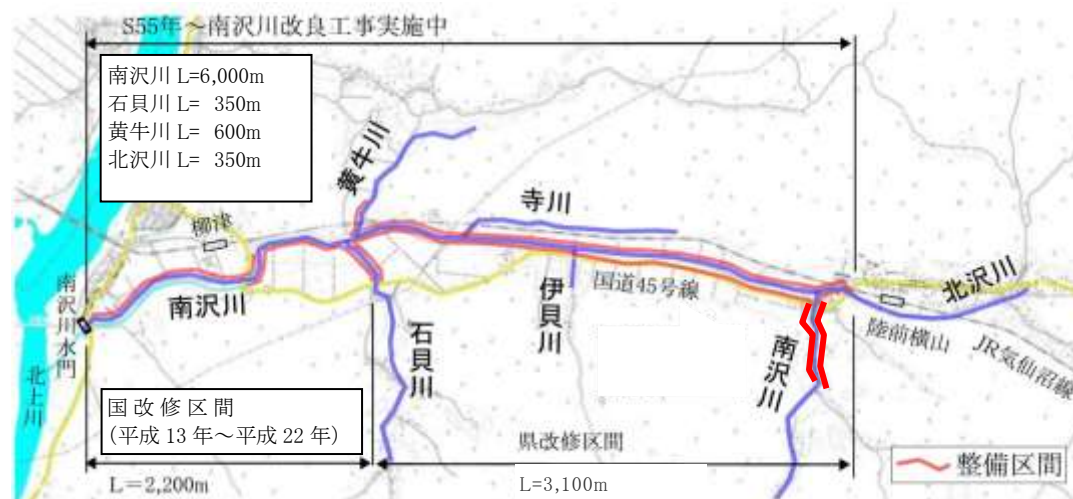 S55年～南沢川改良工事実施中
南沢川 L=6,000m
石貝川 L= 350m
黄牛川 L= 600m
北沢川 L= 350m
黄牛川
寺川
柳津
南沢川
南沢川水門
北上川
石貝川
伊貝川
国道45号線
南沢川
北沢川
陸前横山
JR気仙沼線
国改修区間
(平成13年～平成22年)
県改修区間
L＝2,200m
L=3,100m
整備区間